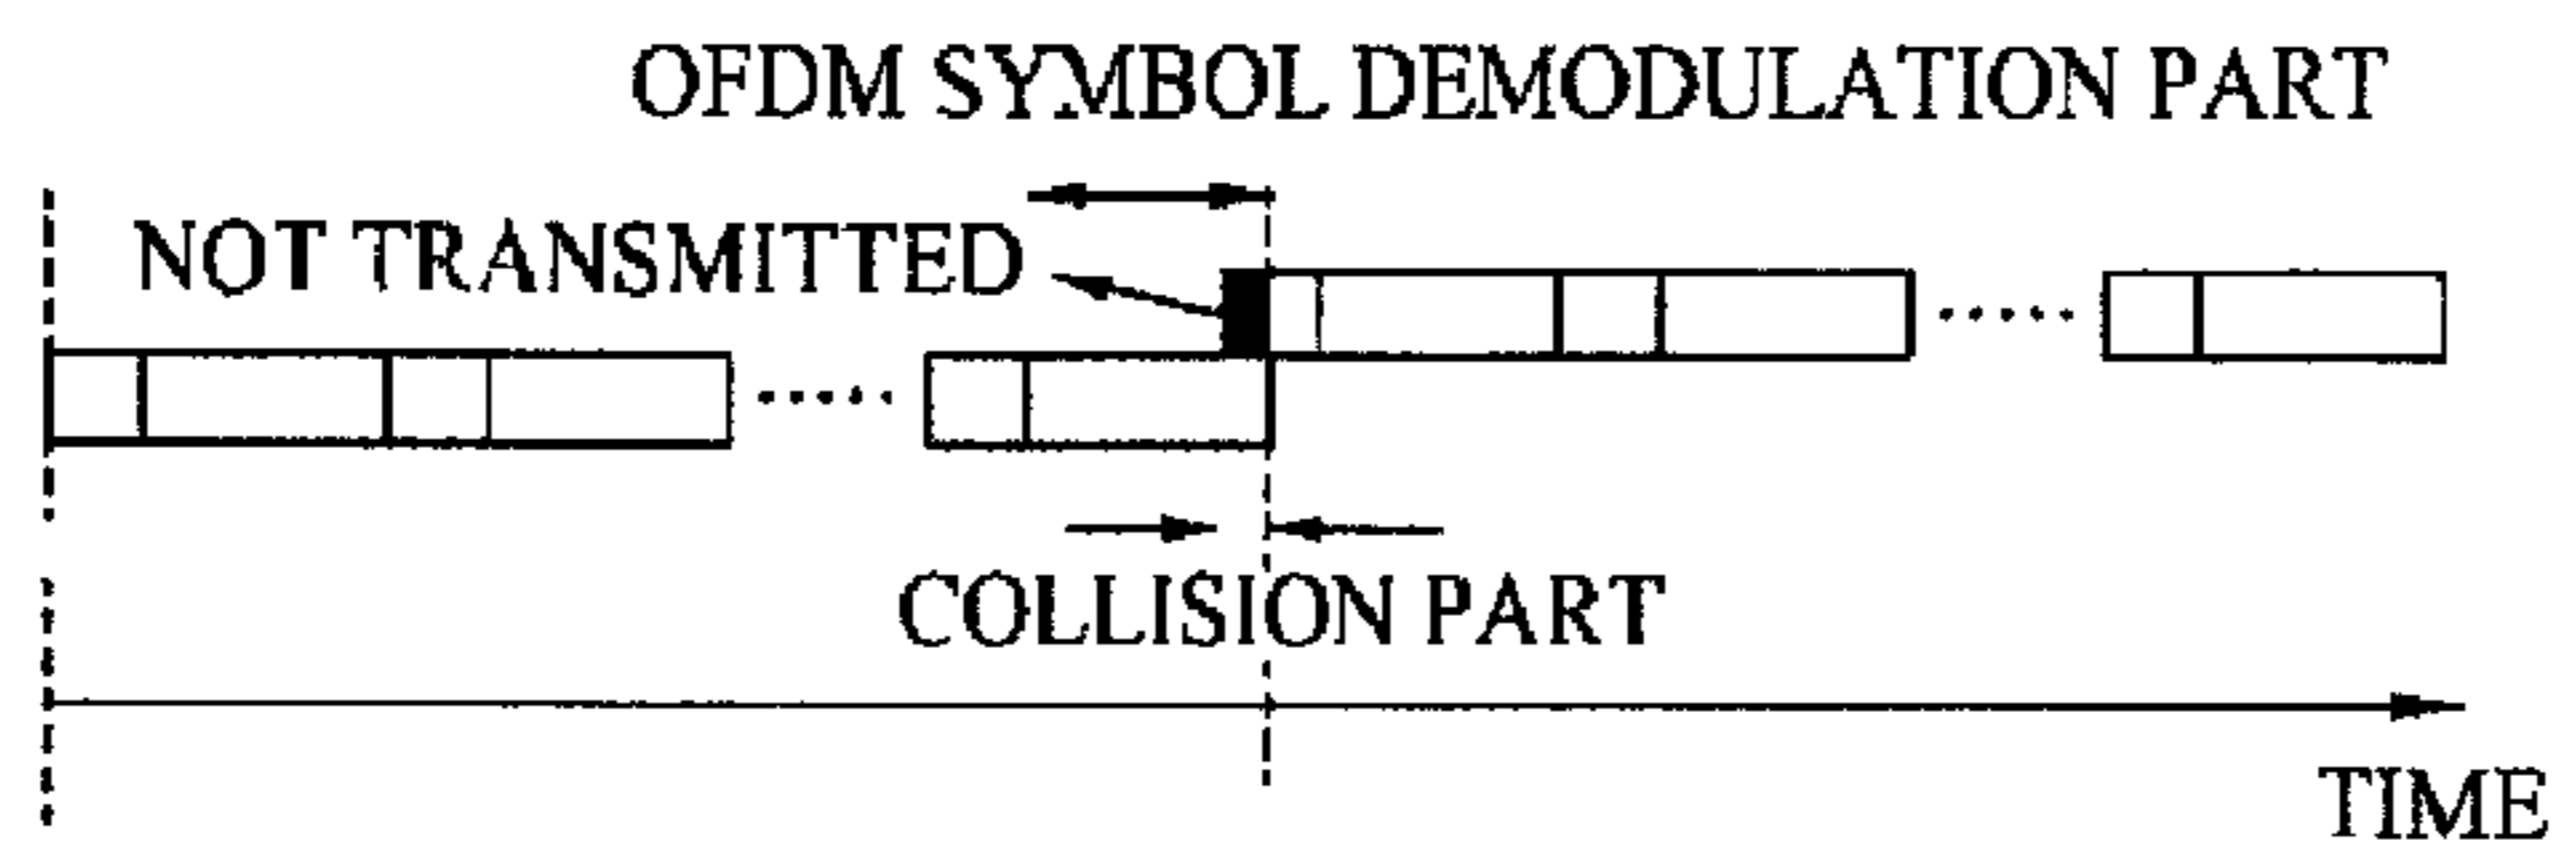 OFDM SYMBOL DEMODULATION PART
NOT TRANSMITTED
COLLISION PART
TIME